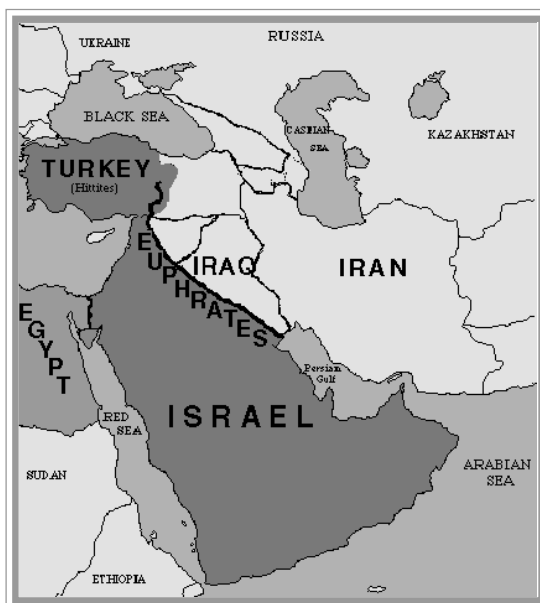 RUSSIA
UKRAINE
BLACK SEA
CASPIAN
SEA
KAZAKHSTAN
TURKEY
(Hittites)
EUPHRATES
IRAQ
IRAN
EGYPT
Persian
Gulf
RED
SEA
ISRAEL
ARABIAN
SEA
SUDAN
ETHIOPIA